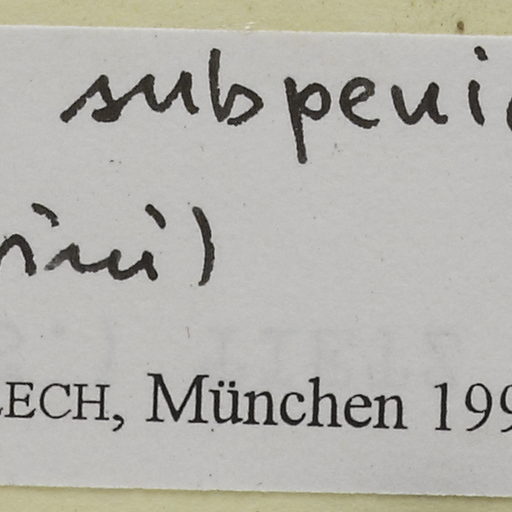 subpeni
ini)
LECH, München 199